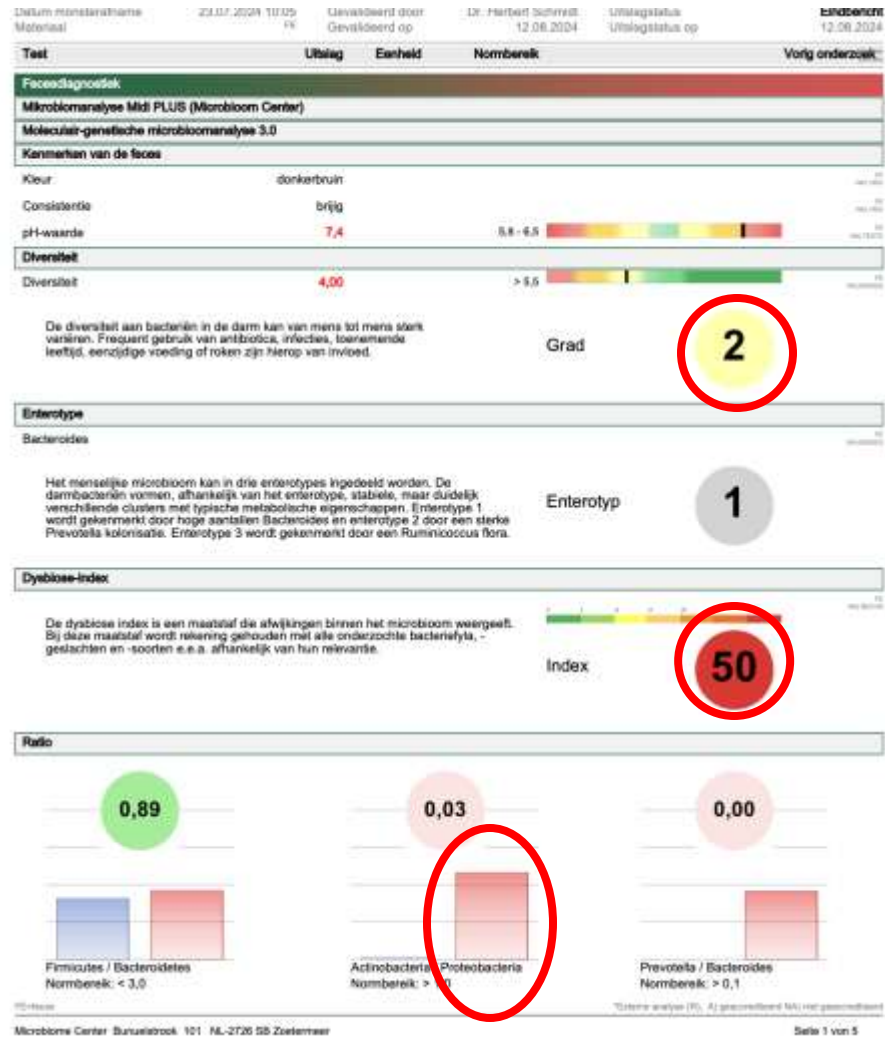 Datum monsterafname 23.07.2024 10:05 Gevalideerd door Dr. Herbert Schmidt Uitslagstatus Eindbericht
Materiaal FE Gevalideerd op 12.08.2024 Uitslagstatus op 12.08.2024
Test Uitslag Eenheid Normbereik Vorig onderzoek
Fecesdiagnostiek
Mikrobiomanalyse Midi PLUS (Microbioom Center)
Moleculair-genetische microbioomanalyse 3.0
Kenmerken van de feces
Kleur donkerbruin
Consistentie brijig
pH-waarde 7,4 5,8 - 6,5
Diversiteit
Diversiteit 4,00 > 5,5
De diversiteit aan bacteriën in de darm kan van mens tot mens sterk
variëren. Frequent gebruik van antibiotica, infecties, toenemende
leeftijd, eenzijdige voeding of roken zijn hierop van invloed.
Grad 2
Enterotype
Bacteroides
Het menselijke microbioom kan in drie enterotypes ingedeeld worden. De
darmbacteriën vormen, afhankelijk van het enterotype, stabiele, maar duidelijk
verschillende clusters met typische metabolische eigenschappen. Enterotype 1
wordt gekenmerkt door hoge aantallen Bacteroides en enterotype 2 door een sterke
Prevotella kolonisatie. Enterotype 3 wordt gekenmerkt door een Ruminicoccus flora.
Enterotyp 1
Dysbiose-index
De dysbiose index is een maatstaf die afwijkingen binnen het microbioom weergeeft.
Bij deze maatstaf wordt rekening gehouden met alle onderzochte bacteriefyla, -
geslachten en -soorten e.e.a. afhankelijk van hun relevantie.
Index 50
Ratio
0,89 0,03 0,00
Firmicutes / Bacteroidetes Actinobacteria Proteobacteria Prevotella / Bacteroides
Normbereik: < 3,0 Normbereik: > 0 Normbereik: > 0,1
Microbiome Center Bunuelstrook 101 NL-2726 SB Zoetermeer Seite 1 von 5